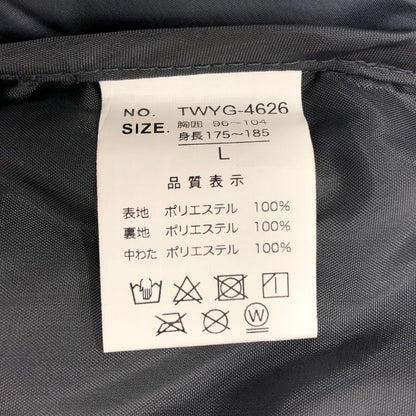 NO. TWYG-4626
SIZE. 胸囲 96～104
身長175～185
L
品質表示
表地 ポリエステル 100%
裏地 ポリエステル 100%
中わた ポリエステル 100%
W